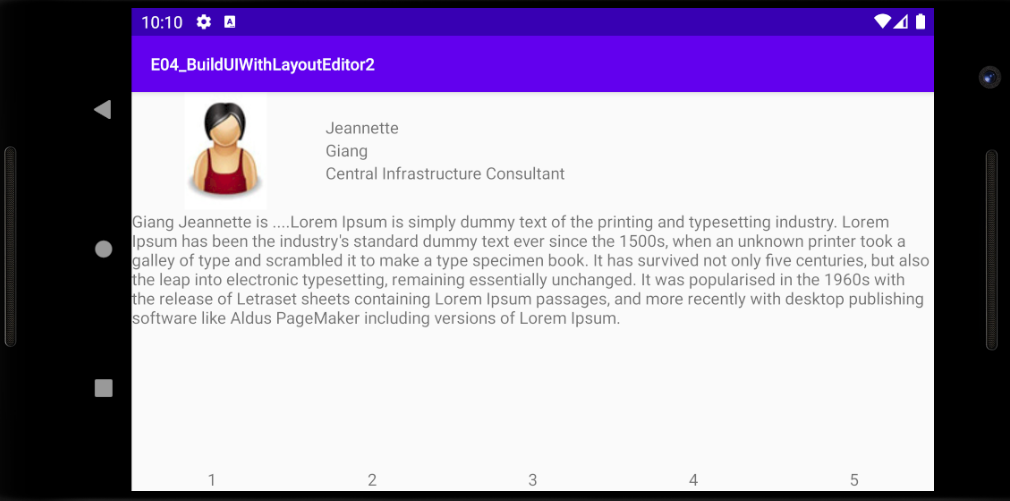 10:10
E04_BuildUIWithLayoutEditor2
Jeannette
Giang
Central Infrastructure Consultant
Giang Jeannette is ....Lorem Ipsum is simply dummy text of the printing and typesetting industry. Lorem
Ipsum has been the industry's standard dummy text ever since the 1500s, when an unknown printer took a
galley of type and scrambled it to make a type specimen book. It has survived not only five centuries, but also
the leap into electronic typesetting, remaining essentially unchanged. It was popularised in the 1960s with
the release of Letraset sheets containing Lorem Ipsum passages, and more recently with desktop publishing
software like Aldus PageMaker including versions of Lorem Ipsum.
1 2 3 4 5